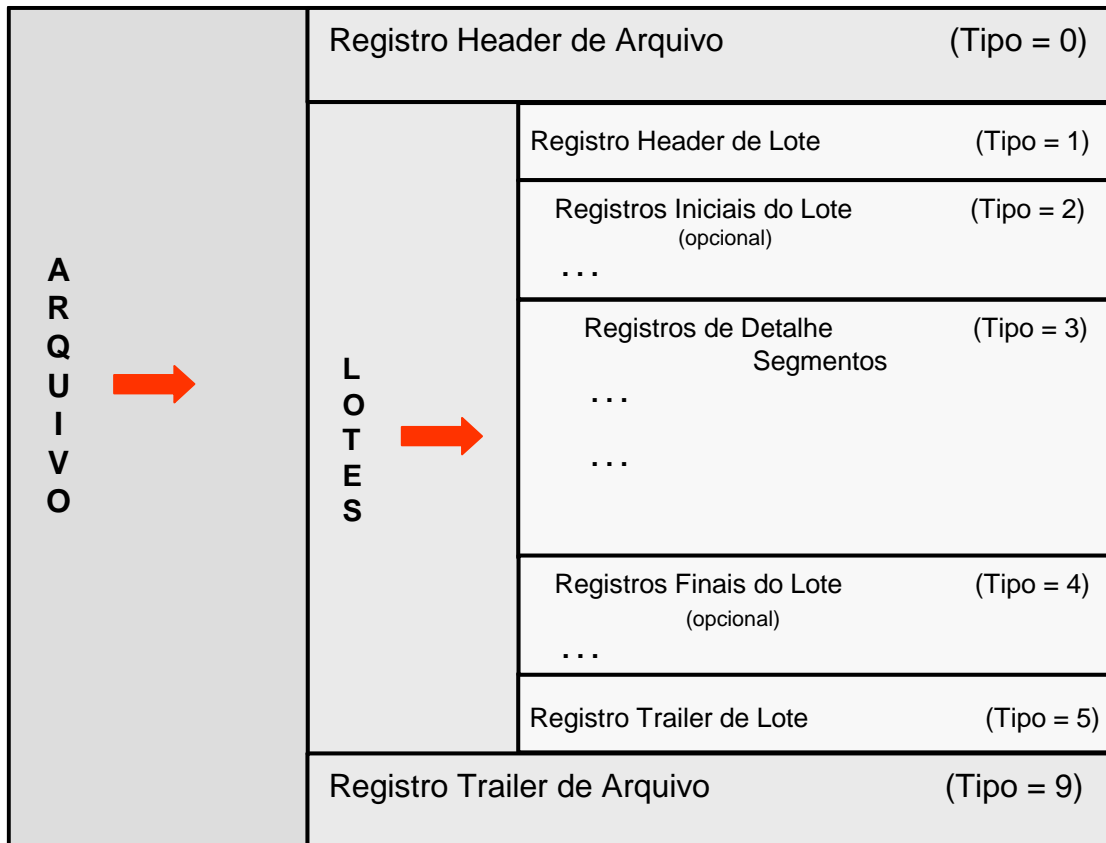 Registro Header de Arquivo (Tipo = 0)
ARQUIVO
LOTES
Registro Header de Lote (Tipo = 1)
Registros Iniciais do Lote (Tipo = 2)
(opcional)
. . .
Registros de Detalhe (Tipo = 3)
Segmentos
. . .
. . .
Registros Finais do Lote (Tipo = 4)
(opcional)
. . .
Registro Trailer de Lote (Tipo = 5)
Registro Trailer de Arquivo (Tipo = 9)